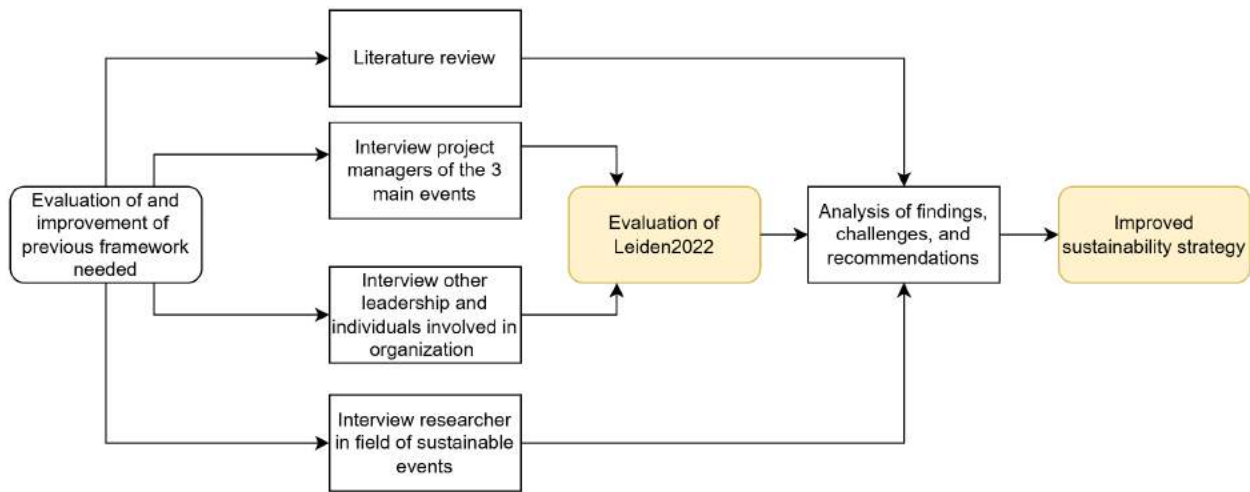 Literature review
Interview project
managers of the 3
main events
Evaluation of and
improvement of
previous framework
needed
Interview other
leadership and
individuals involved in
organization
Interview researcher
in field of sustainable
events
Evaluation of
Leiden2022
Analysis of findings,
challenges, and
recommendations
Improved
sustainability strategy